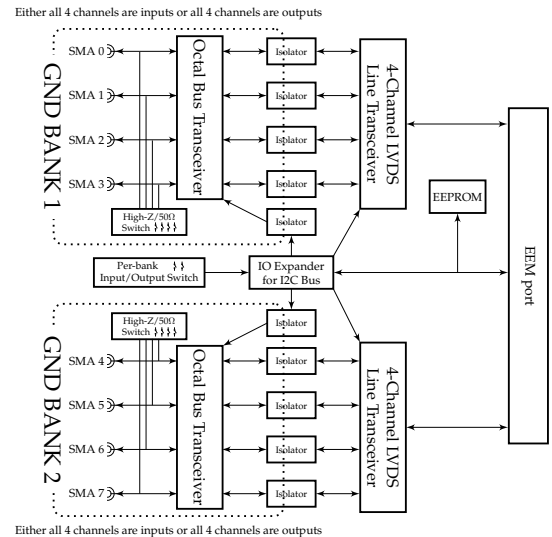 Either all 4 channels are inputs or all 4 channels are outputs
GND BANK 1
SMA 0
SMA 1
SMA 2
SMA 3
High-Z/50Ω
Switch
Octal Bus Transceiver
Isolator
Isolator
Isolator
Isolator
Isolator
4-Channel LVDS
Line Transceiver
EEPROM
EEM port
Per-bank
Input/Output Switch
IO Expander
for I2C Bus
GND BANK 2
High-Z/50Ω
Switch
SMA 4
SMA 5
SMA 6
SMA 7
Octal Bus Transceiver
Isolator
Isolator
Isolator
Isolator
Isolator
4-Channel LVDS
Line Transceiver
Either all 4 channels are inputs or all 4 channels are outputs